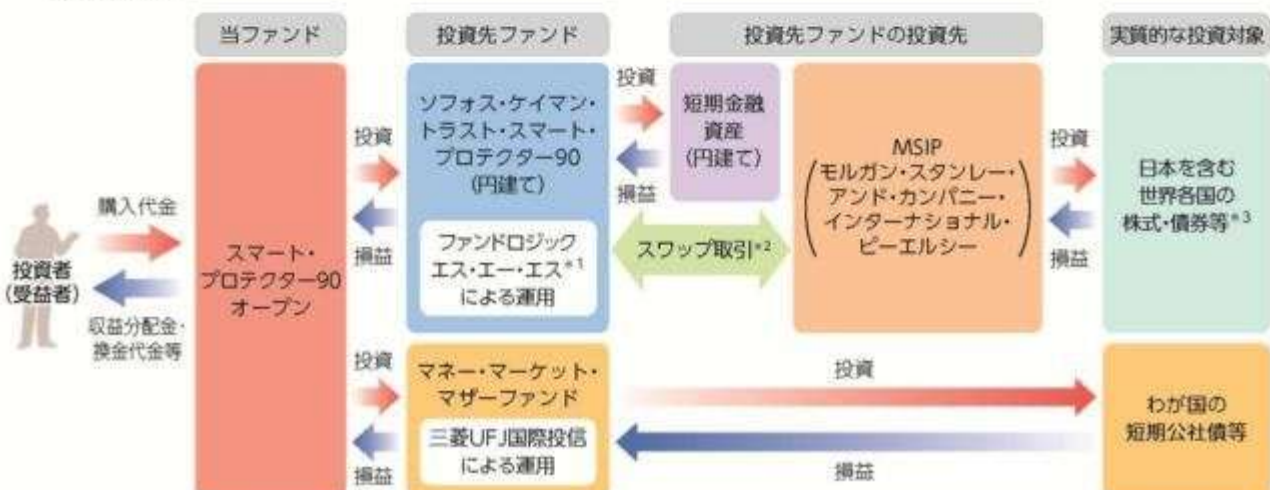 当ファンド
投資先ファンド
投資先ファンドの投資先
実質的な投資対象
投資者
(受益者)
購入代金
収益分配金・
換金代金等
スマート・
プロテクター90
オープン
投資
損益
ソフォス・ケイマン・
トラスト・スマート・
プロテクター90
(円建て)
ファンドロジック
エス・エー・エス*1
による運用
投資
損益
短期金融
資産
(円建て)
スワップ取引*2
MSIP
(モルガン・スタンレー・
アンド・カンパニー・
インターナショナル・
ピーエルシー)
投資
損益
日本を含む
世界各国の
株式・債券等*3
投資
損益
マネー・マーケット・
マザーファンド
三菱UFJ国際投信
による運用
投資
損益
わが国の
短期公社債等